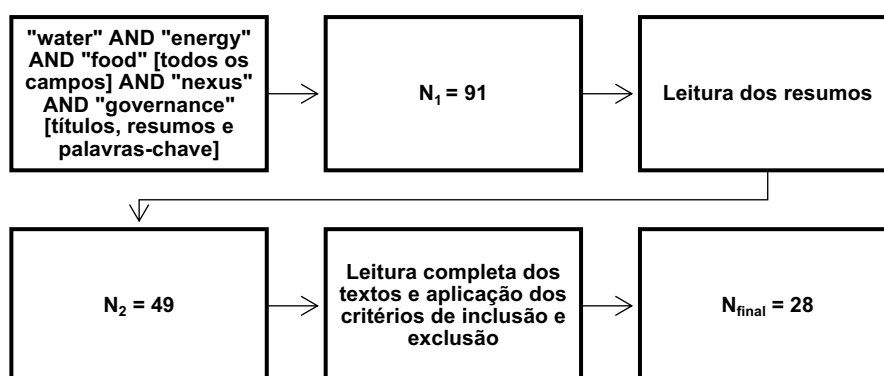 "water" AND "energy"
AND "food" [todos os
campos] AND "nexus"
AND "governance"
[títulos, resumos e
palavras-chave]
N₁ = 91
Leitura dos resumos
N₂ = 49
Leitura completa dos
textos e aplicação dos
critérios de inclusão e
exclusão
Nfinal = 28